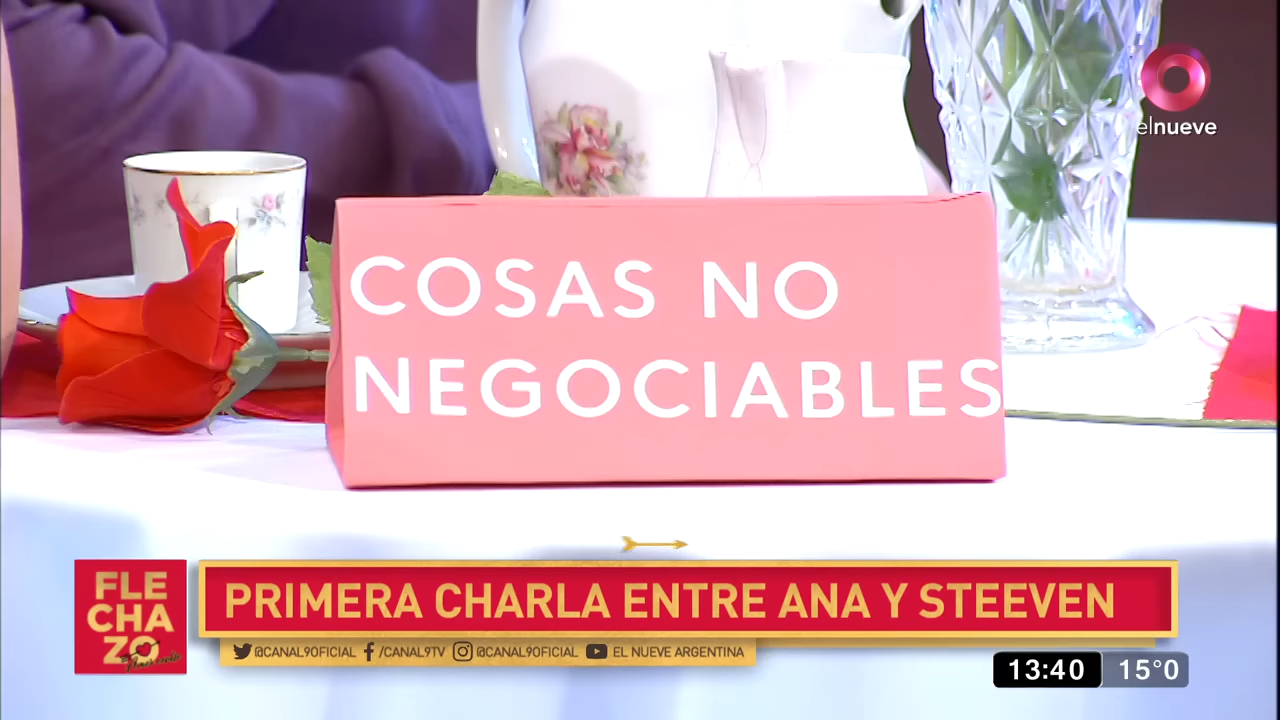 elnueve
COSAS NO
NEGOCIABLES
FLE
CHA
ZO
PRIMERA CHARLA ENTRE ANA Y STEEVEN
@CANAL9OFICIAL /CANAL9TV @CANAL9OFICIAL EL NUEVE ARGENTINA
13:40 15°0